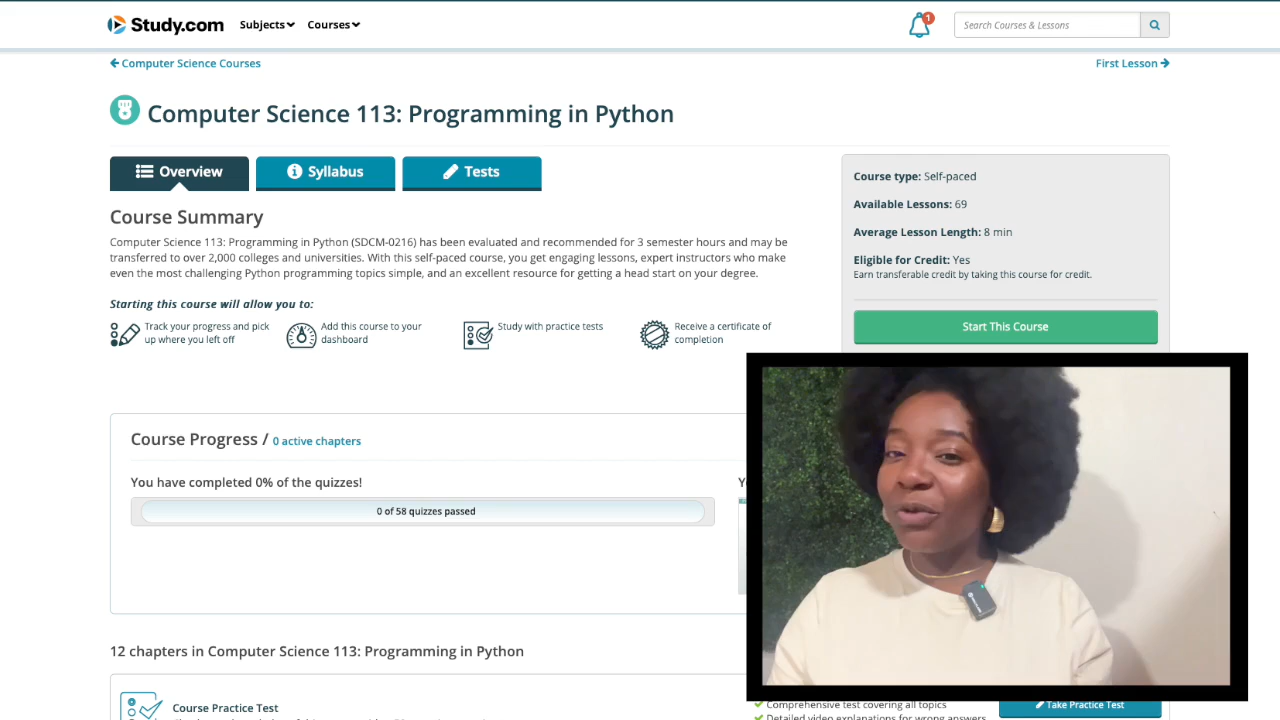 Study.com
Subjects
Courses
1
Search Courses & Lessons
Computer Science Courses
First Lesson
Computer Science 113: Programming in Python
Overview
Syllabus
Tests
Course Summary
Computer Science 113: Programming in Python (SDCM-0216) has been evaluated and recommended for 3 semester hours and may be
transferred to over 2,000 colleges and universities. With this self-paced course, you get engaging lessons, expert instructors who make
even the most challenging Python programming topics simple, and an excellent resource for getting a head start on your degree.
Starting this course will allow you to:
Track your progress and pick
up where you left off
Add this course to your
dashboard
Study with practice tests
Receive a certificate of
completion
Course type: Self-paced
Available Lessons: 69
Average Lesson Length: 8 min
Eligible for Credit: Yes
Earn transferable credit by taking this course for credit.
Start This Course
Course Progress / 0 active chapters
You have completed 0% of the quizzes!
0 of 58 quizzes passed
12 chapters in Computer Science 113: Programming in Python
Course Practice Test
Comprehensive test covering all topics
Detailed video explanations for wrong answers
Take Practice Test